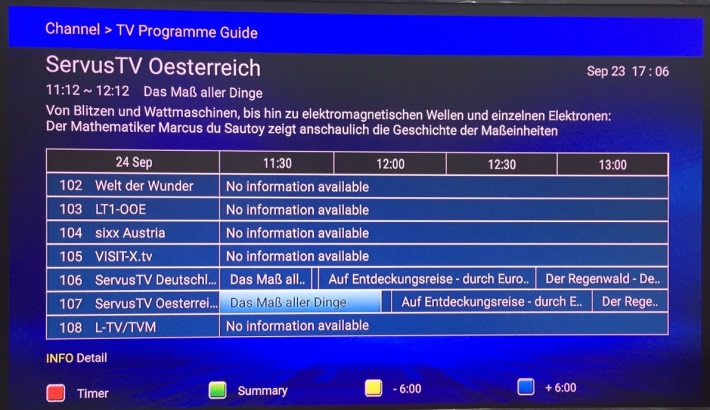 Channel > TV Programme Guide
ServusTV Oesterreich
Sep 23 17:06
11:12 ~ 12:12 Das Maß aller Dinge
Von Blitzen und Wattmaschinen, bis hin zu elektromagnetischen Wellen und einzelnen Elektronen:
Der Mathematiker Marcus du Sautoy zeigt anschaulich die Geschichte der Maßeinheiten
24 Sep 11:30 12:00 12:30 13:00
102 Welt der Wunder No information available
103 LT1-OOE No information available
104 sixx Austria No information available
105 VISIT-X.tv No information available
106 ServusTV Deutschl... Das Maß all.. Auf Entdeckungsreise - durch Euro.. Der Regenwald - De..
107 ServusTV Oesterrei... Das Maß aller Dinge Auf Entdeckungsreise - durch E.. Der Rege..
108 L-TV/TVM No information available
INFO Detail
Timer Summary - 6:00 + 6:00